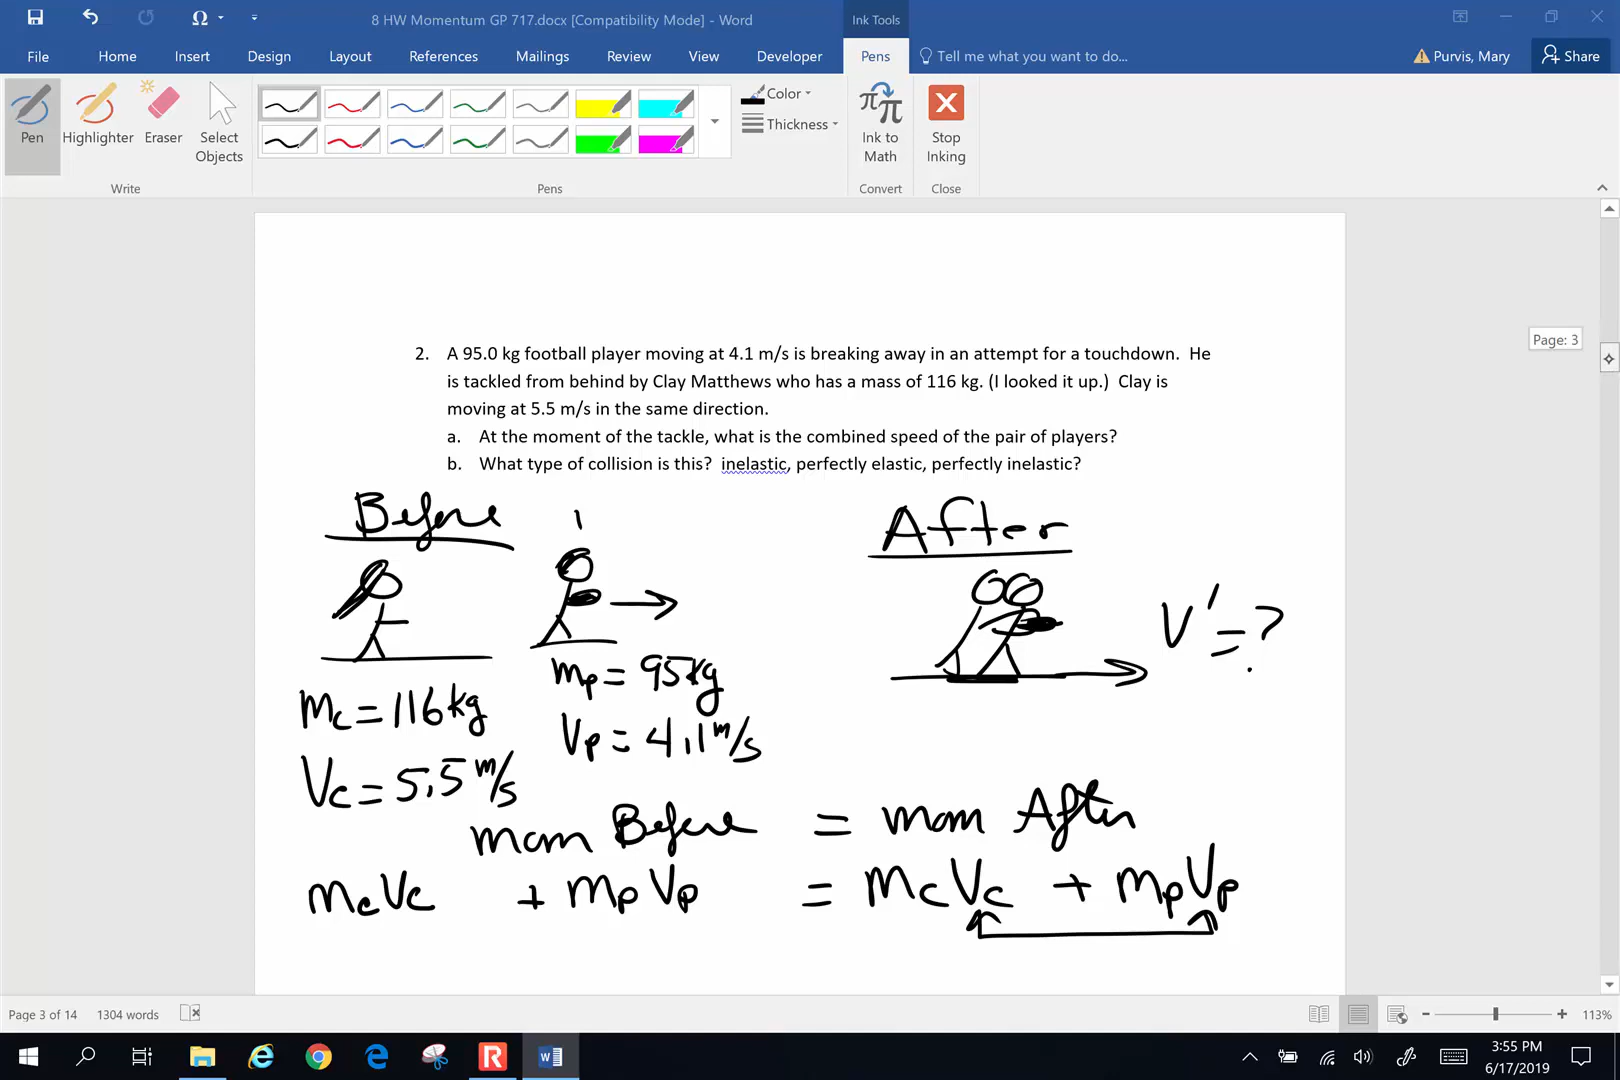 8 HW Momentum GP 717.docx [Compatibility Mode] - Word
Ink Tools
File Home Insert Design Layout References Mailings Review View Developer Pens Tell me what you want to do... Purvis, Mary Share
Pen Highlighter Eraser Select Objects
Color
Thickness
Ink to Math
Stop Inking
Write Pens Convert Close
Page: 3
2. A 95.0 kg football player moving at 4.1 m/s is breaking away in an attempt for a touchdown. He
is tackled from behind by Clay Matthews who has a mass of 116 kg. (I looked it up.) Clay is
moving at 5.5 m/s in the same direction.
a. At the moment of the tackle, what is the combined speed of the pair of players?
b. What type of collision is this? inelastic, perfectly elastic, perfectly inelastic?
Before After
V' = ?
mp = 95kg
mc = 116kg
Vp = 4.1 m/s
Vc = 5.5 m/s
mom Before = mom After
mcVc + mpVp = mcVc + mpVp
Page 3 of 14 1304 words 113%
3:55 PM
6/17/2019